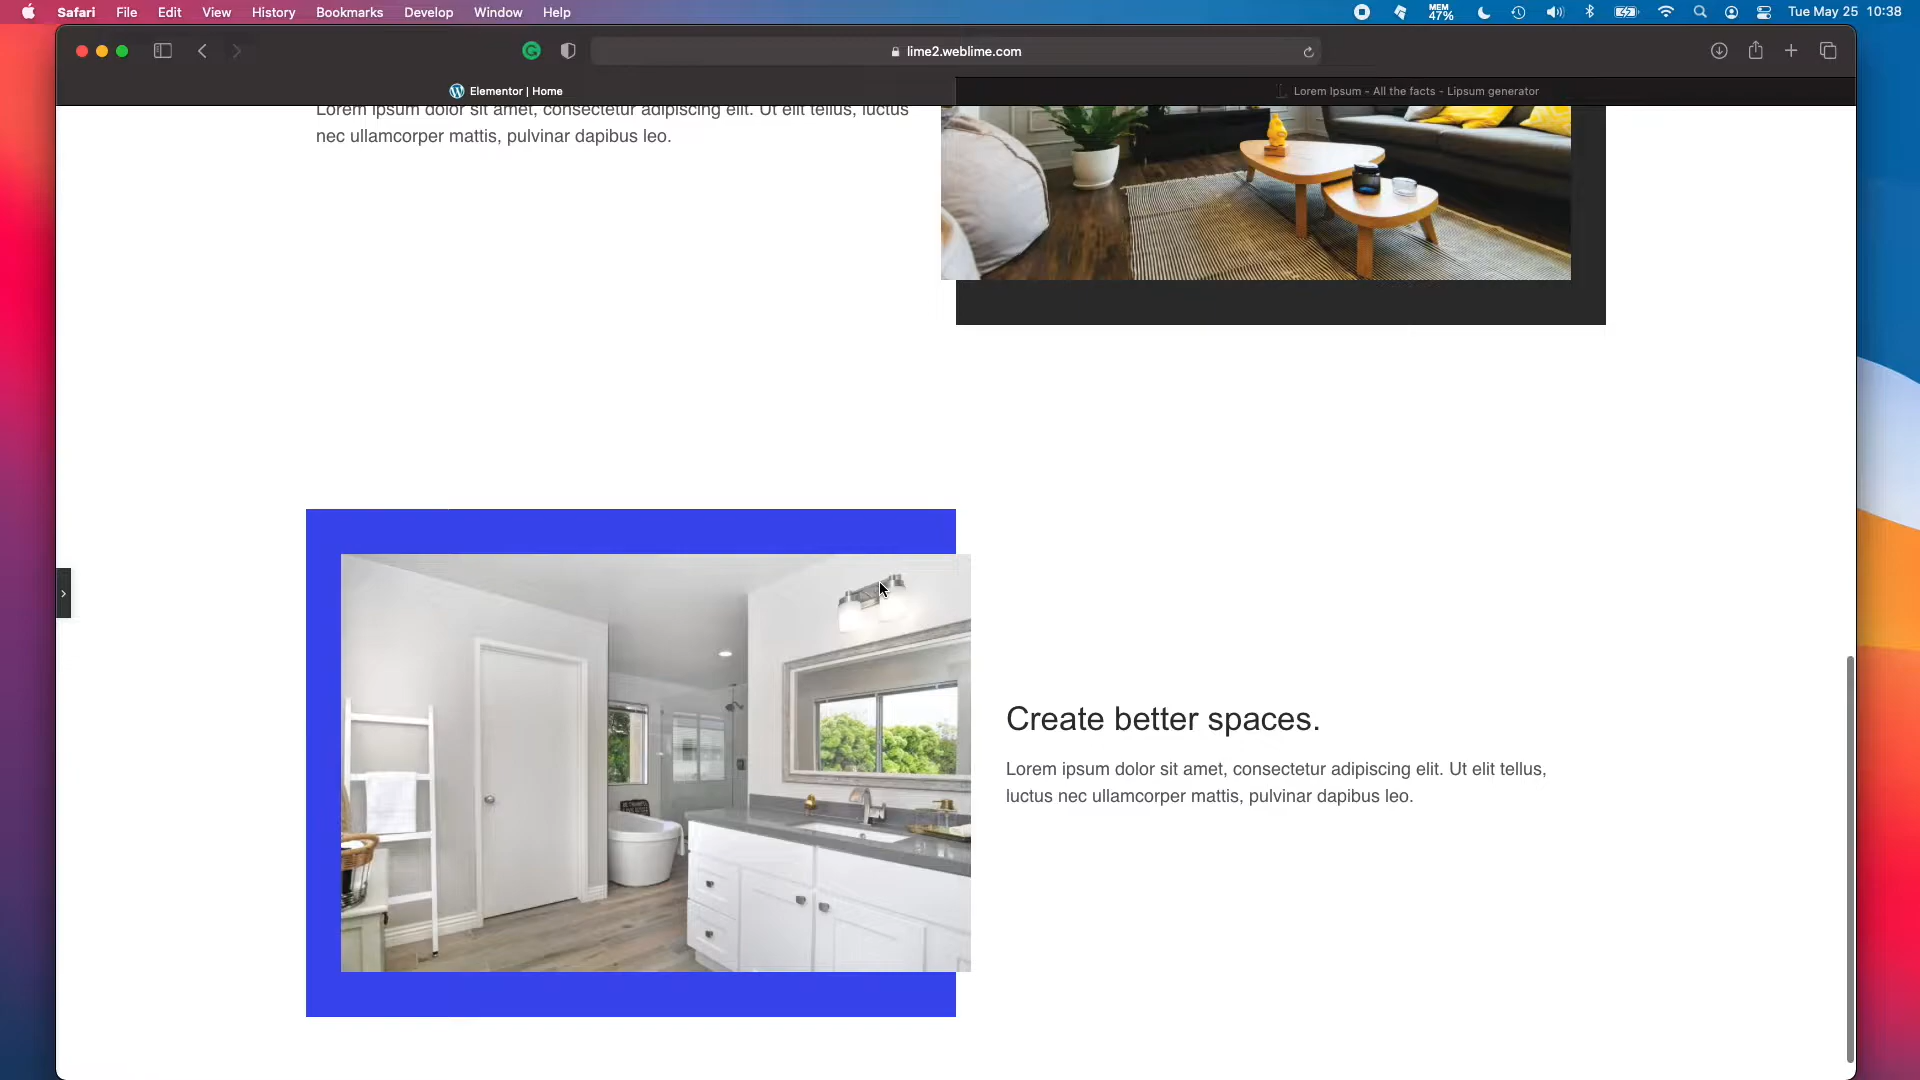 Safari File Edit View History Bookmarks Develop Window Help MEM 47% Tue May 25 10:38
lime2.weblime.com
Elementor | Home
Lorem Ipsum - All the facts - Lipsum generator
Lorem ipsum dolor sit amet, consectetur adipiscing elit. Ut elit tellus, luctus
nec ullamcorper mattis, pulvinar dapibus leo.
Create better spaces.
Lorem ipsum dolor sit amet, consectetur adipiscing elit. Ut elit tellus,
luctus nec ullamcorper mattis, pulvinar dapibus leo.